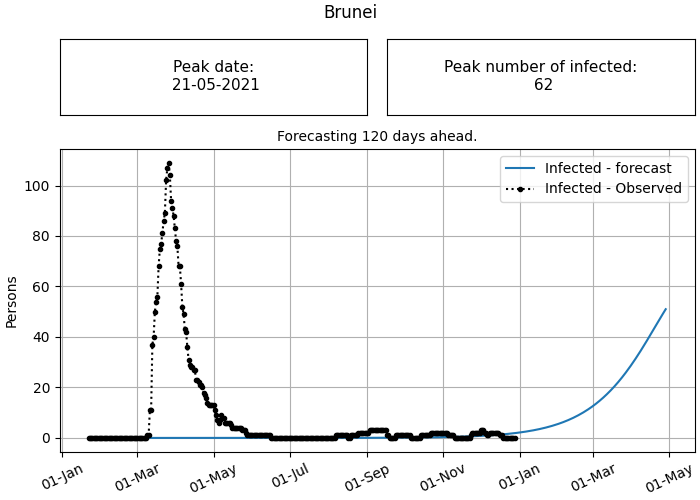 Brunei
Peak date:
21-05-2021
Peak number of infected:
62
Forecasting 120 days ahead.
Infected - forecast
Infected - Observed
Persons
100
80
60
40
20
0
01-Jan
01-Mar
01-May
01-Jul
01-Sep
01-Nov
01-Jan
01-Mar
01-May